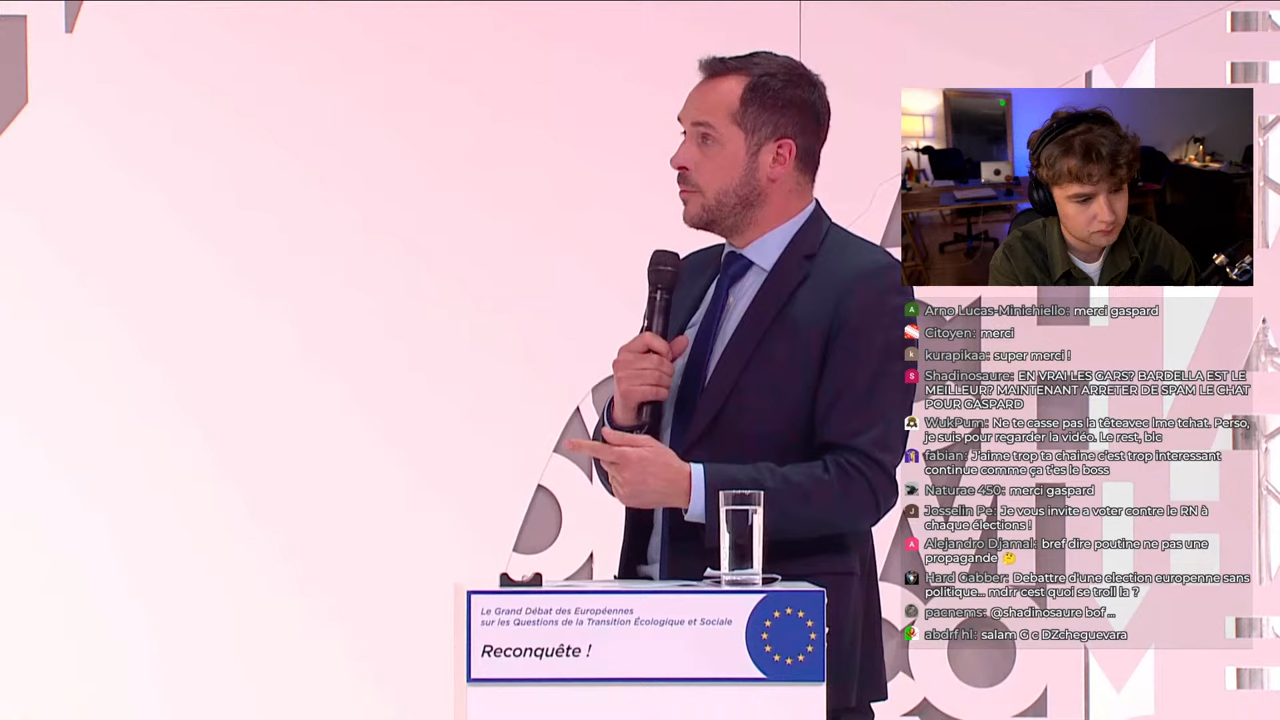 Le Grand Débat des Européennes
sur les Questions de la Transition Écologique et Sociale
Reconquête !
Arno Lucas-Minichiello: merci gaspard
Citoyen: merci
kurapikaa: super merci !
Shadinosaure: EN VRAI LES GARS? BARDELLA EST LE
MEILLEUR? MAINTENANT ARRETER DE SPAM LE CHAT
POUR GASPARD
WukPum: Ne te casse pas la têteavec lme tchat. Perso,
je suis pour regarder la vidéo. Le rest, blc
fabian: J'aime trop ta chaine c'est trop interessant
continue comme ça t'es le boss
Naturae 450: merci gaspard
Josselin Pe: Je vous invite a voter contre le RN à
chaque élections !
Alejandro Djamal: bref dire poutine ne pas une
propagande 🤔
Hard Gabber: Debattre d'une election europenne sans
politique... mdrr cest quoi se troll la ?
pacnems: @shadinosaure bof ...
abdrf hl: salam G c DZcheguevara